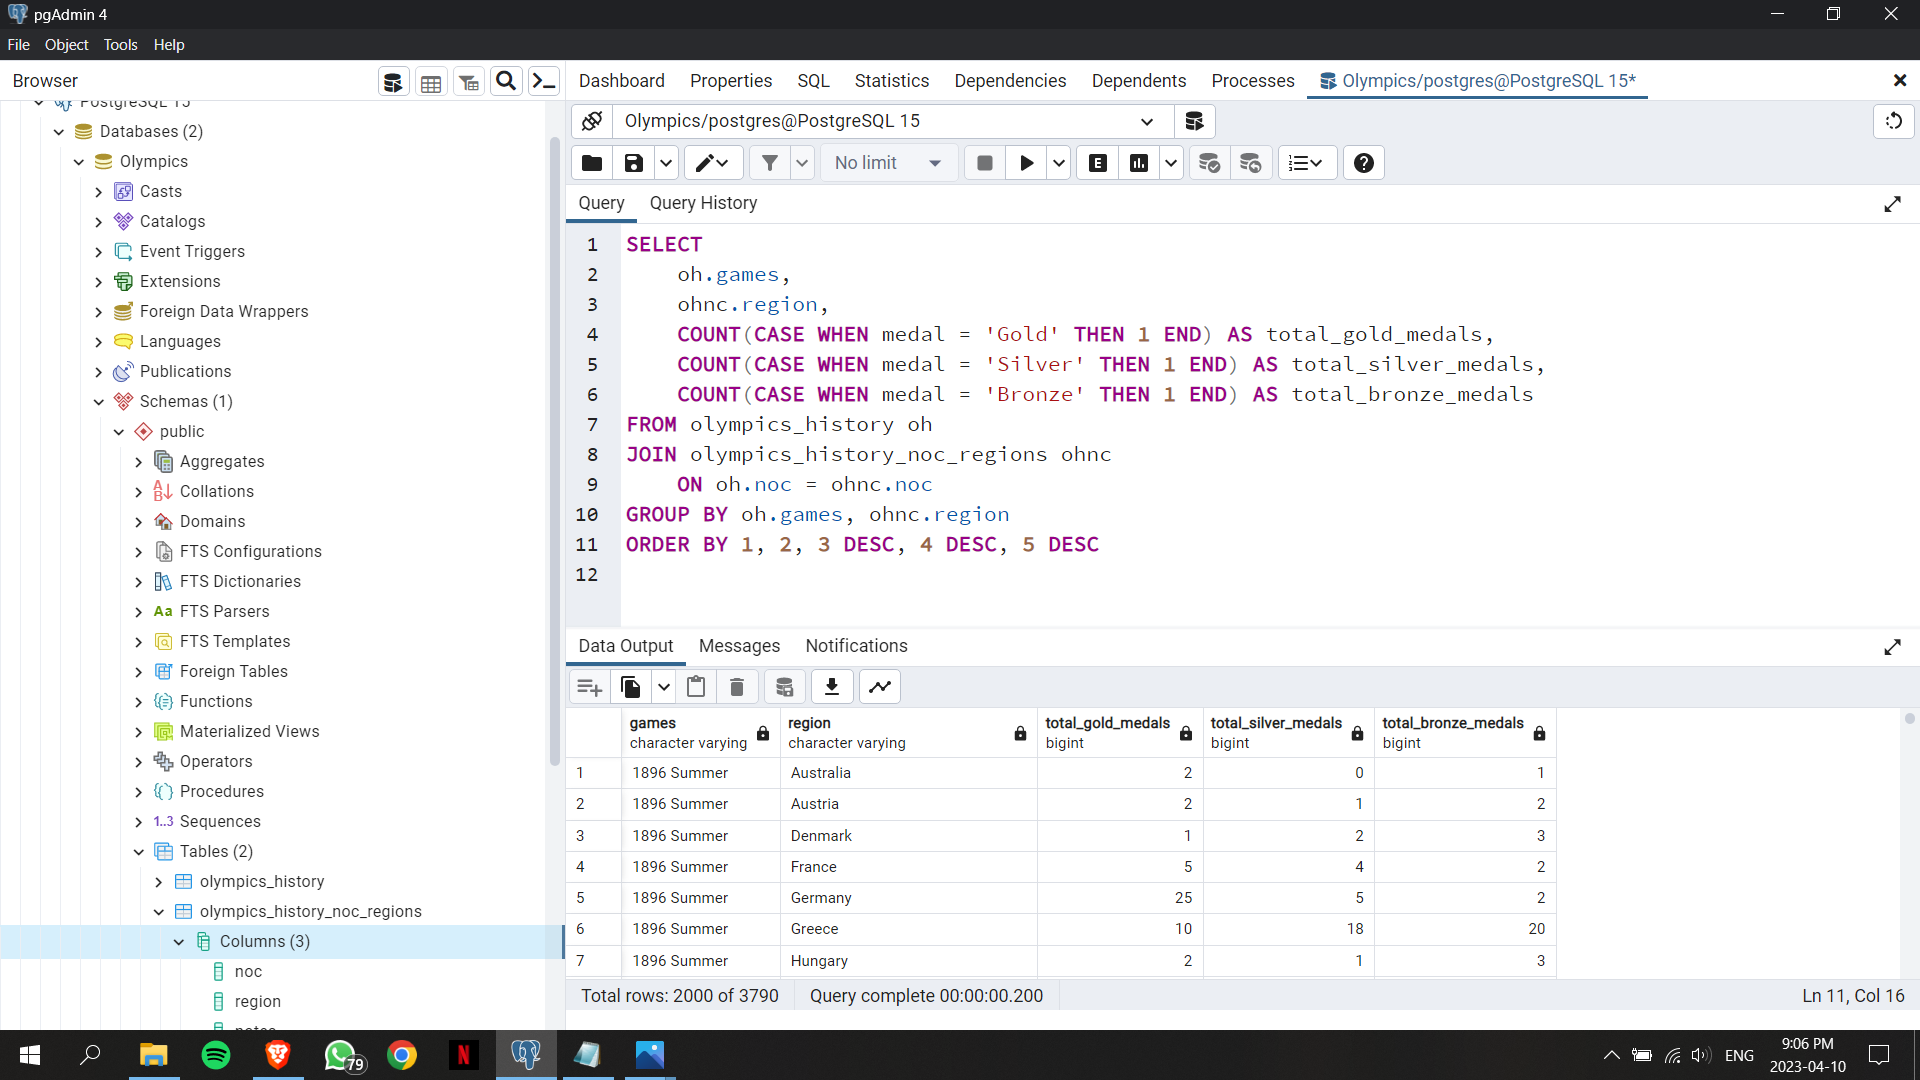 pgAdmin 4
File Object Tools Help
Browser
PostgreSQL 15
Databases (2)
Olympics
Casts
Catalogs
Event Triggers
Extensions
Foreign Data Wrappers
Languages
Publications
Schemas (1)
public
Aggregates
Collations
Domains
FTS Configurations
FTS Dictionaries
Aa FTS Parsers
FTS Templates
Foreign Tables
Functions
Materialized Views
Operators
Procedures
1..3 Sequences
Tables (2)
olympics_history
olympics_history_noc_regions
Columns (3)
noc
region
notes
Dashboard Properties SQL Statistics Dependencies Dependents Processes Olympics/postgres@PostgreSQL 15*
Olympics/postgres@PostgreSQL 15
No limit E
Query Query History
1 SELECT
2 oh.games,
3 ohnc.region,
4 COUNT(CASE WHEN medal = 'Gold' THEN 1 END) AS total_gold_medals,
5 COUNT(CASE WHEN medal = 'Silver' THEN 1 END) AS total_silver_medals,
6 COUNT(CASE WHEN medal = 'Bronze' THEN 1 END) AS total_bronze_medals
7 FROM olympics_history oh
8 JOIN olympics_history_noc_regions ohnc
9 ON oh.noc = ohnc.noc
10 GROUP BY oh.games, ohnc.region
11 ORDER BY 1, 2, 3 DESC, 4 DESC, 5 DESC
12
Data Output Messages Notifications
games region total_gold_medals total_silver_medals total_bronze_medals
character varying character varying bigint bigint bigint
1 1896 Summer Australia 2 0 1
2 1896 Summer Austria 2 1 2
3 1896 Summer Denmark 1 2 3
4 1896 Summer France 5 4 2
5 1896 Summer Germany 25 5 2
6 1896 Summer Greece 10 18 20
7 1896 Summer Hungary 2 1 3
Total rows: 2000 of 3790 Query complete 00:00:00.200 Ln 11, Col 16
79 N ENG 9:06 PM
2023-04-10